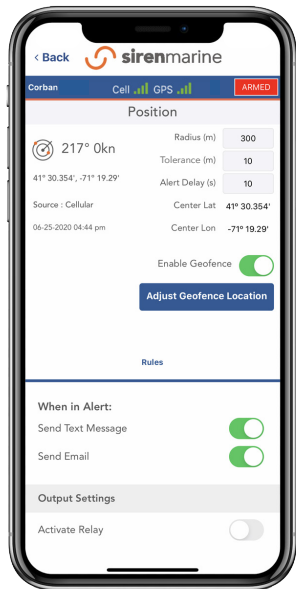 < Back
sirenmarine
Corban
Cell GPS
ARMED
Position
217° 0kn
41° 30.354', -71° 19.29'
Source : Cellular
06-25-2020 04:44 pm
Radius (m) 300
Tolerance (m) 10
Alert Delay (s) 10
Center Lat 41º 30.354'
Center Lon -71º 19.29'
Enable Geofence
Adjust Geofence Location
Rules
When in Alert:
Send Text Message
Send Email
Output Settings
Activate Relay